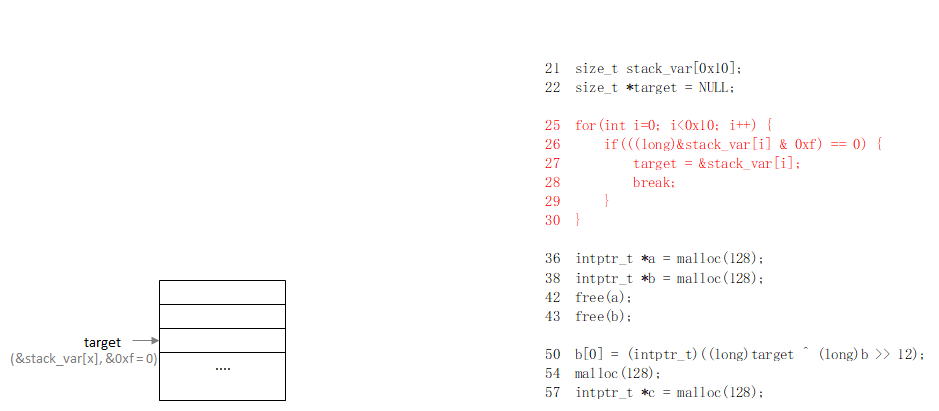 21 size_t stack_var[0x10];
22 size_t *target = NULL;
25 for(int i=0; i<0x10; i++) {
26 if(((long)&stack_var[i] & 0xf) == 0) {
27 target = &stack_var[i];
28 break;
29 }
30 }
36 intptr_t *a = malloc(128);
38 intptr_t *b = malloc(128);
42 free(a);
43 free(b);
50 b[0] = (intptr_t)((long)target ^ (long)b >> 12);
54 malloc(128);
57 intptr_t *c = malloc(128);
target
(&stack_var[x], &0xf = 0)
....